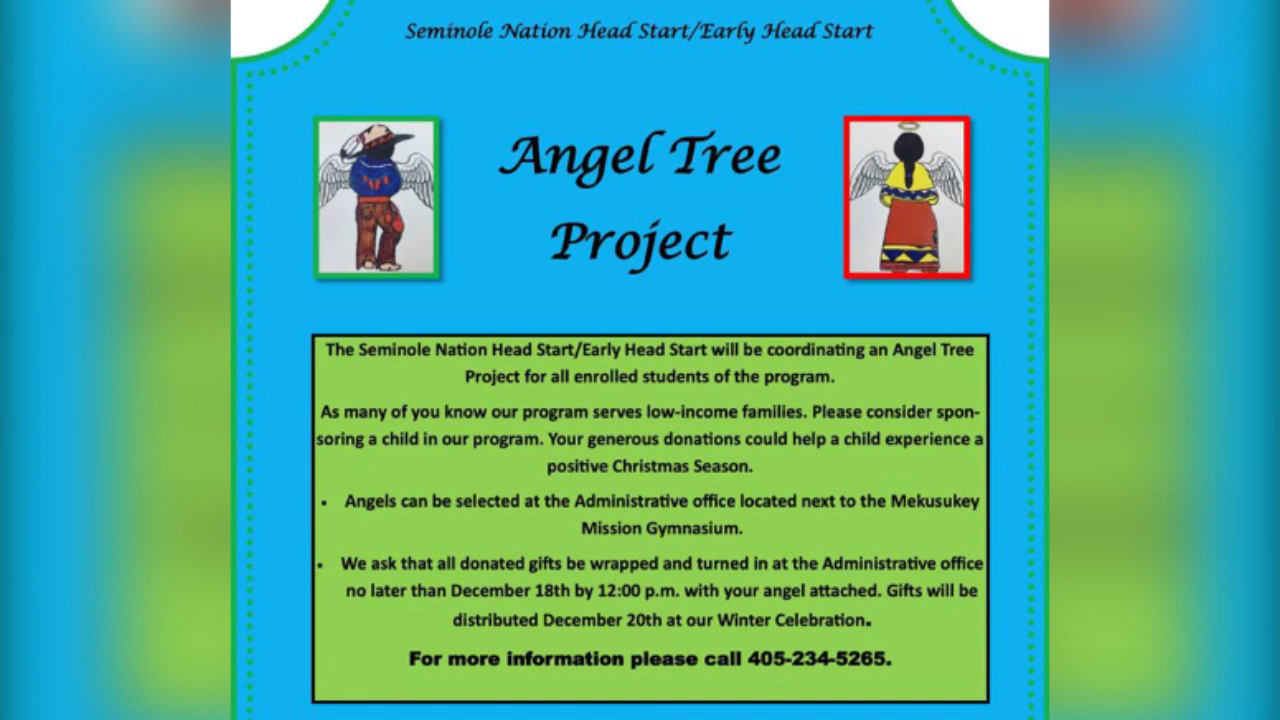 Seminole Nation Head Start/Early Head Start
Angel Tree
Project
The Seminole Nation Head Start/Early Head Start will be coordinating an Angel Tree
Project for all enrolled students of the program.
As many of you know our program serves low-income families. Please consider spon-
soring a child in our program. Your generous donations could help a child experience a
positive Christmas Season.
• Angels can be selected at the Administrative office located next to the Mekusukey
Mission Gymnasium.
• We ask that all donated gifts be wrapped and turned in at the Administrative office
no later than December 18th by 12:00 p.m. with your angel attached. Gifts will be
distributed December 20th at our Winter Celebration.
For more information please call 405-234-5265.